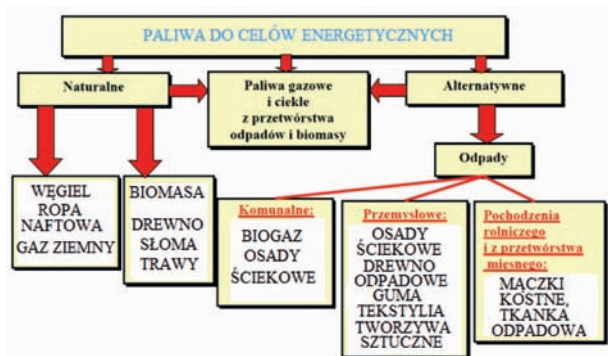 PALIWA DO CELÓW ENERGETYCZNYCH
Naturalne
Paliwa gazowe
i ciekłe
z przetwórstwa
odpadów i biomasy
Alternatywne
Odpady
WĘGIEL
ROPA
NAFTOWA
GAZ ZIEMNY
BIOMASA
DREWNO
SŁOMA
TRAWY
Komunalne:
BIOGAZ
OSADY
ŚCIEKOWE
Przemysłowe:
OSADY
ŚCIEKOWE
DREWNO
ODPADOWE
GUMA
TEKSTYLIA
TWORZYWA
SZTUCZNE
Pochodzenia
rolniczego
i z przetwórstwa
mięsnego:
MĄCZKI
KOSTNE,
TKANKA
ODPADOWA